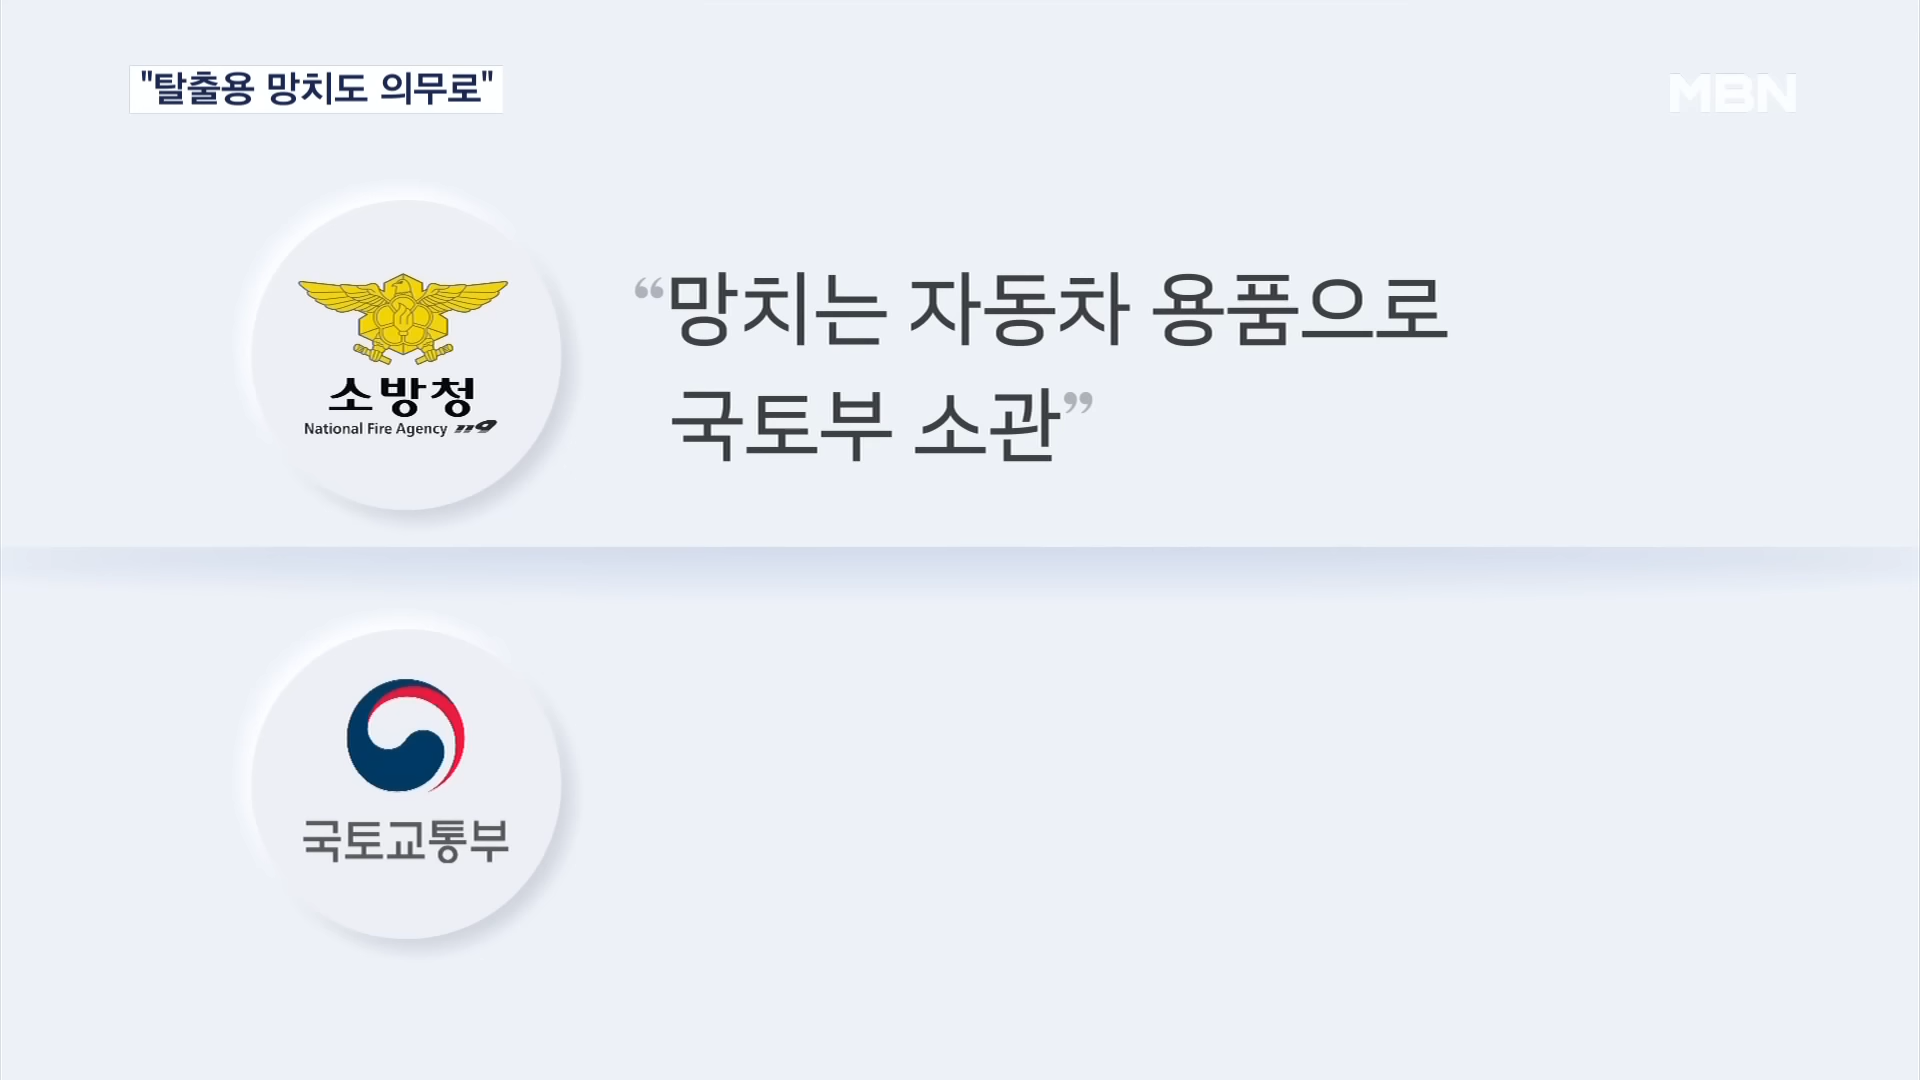 "탈출용 망치도 의무로"
MBN
“망치는 자동차 용품으로
국토부 소관”
소방청
National Fire Agency 119
국토교통부